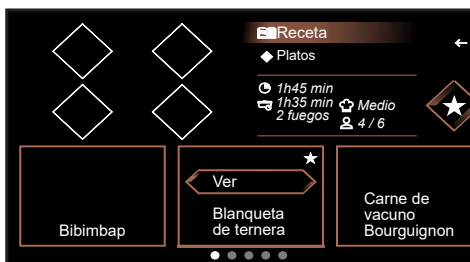 Receta
Platos
1h45 min
1h35 min
2 fuegos
Medio
4 / 6
Bibimbap
Ver
Blanqueta
de ternera
Carne de
vacuno
Bourguignon